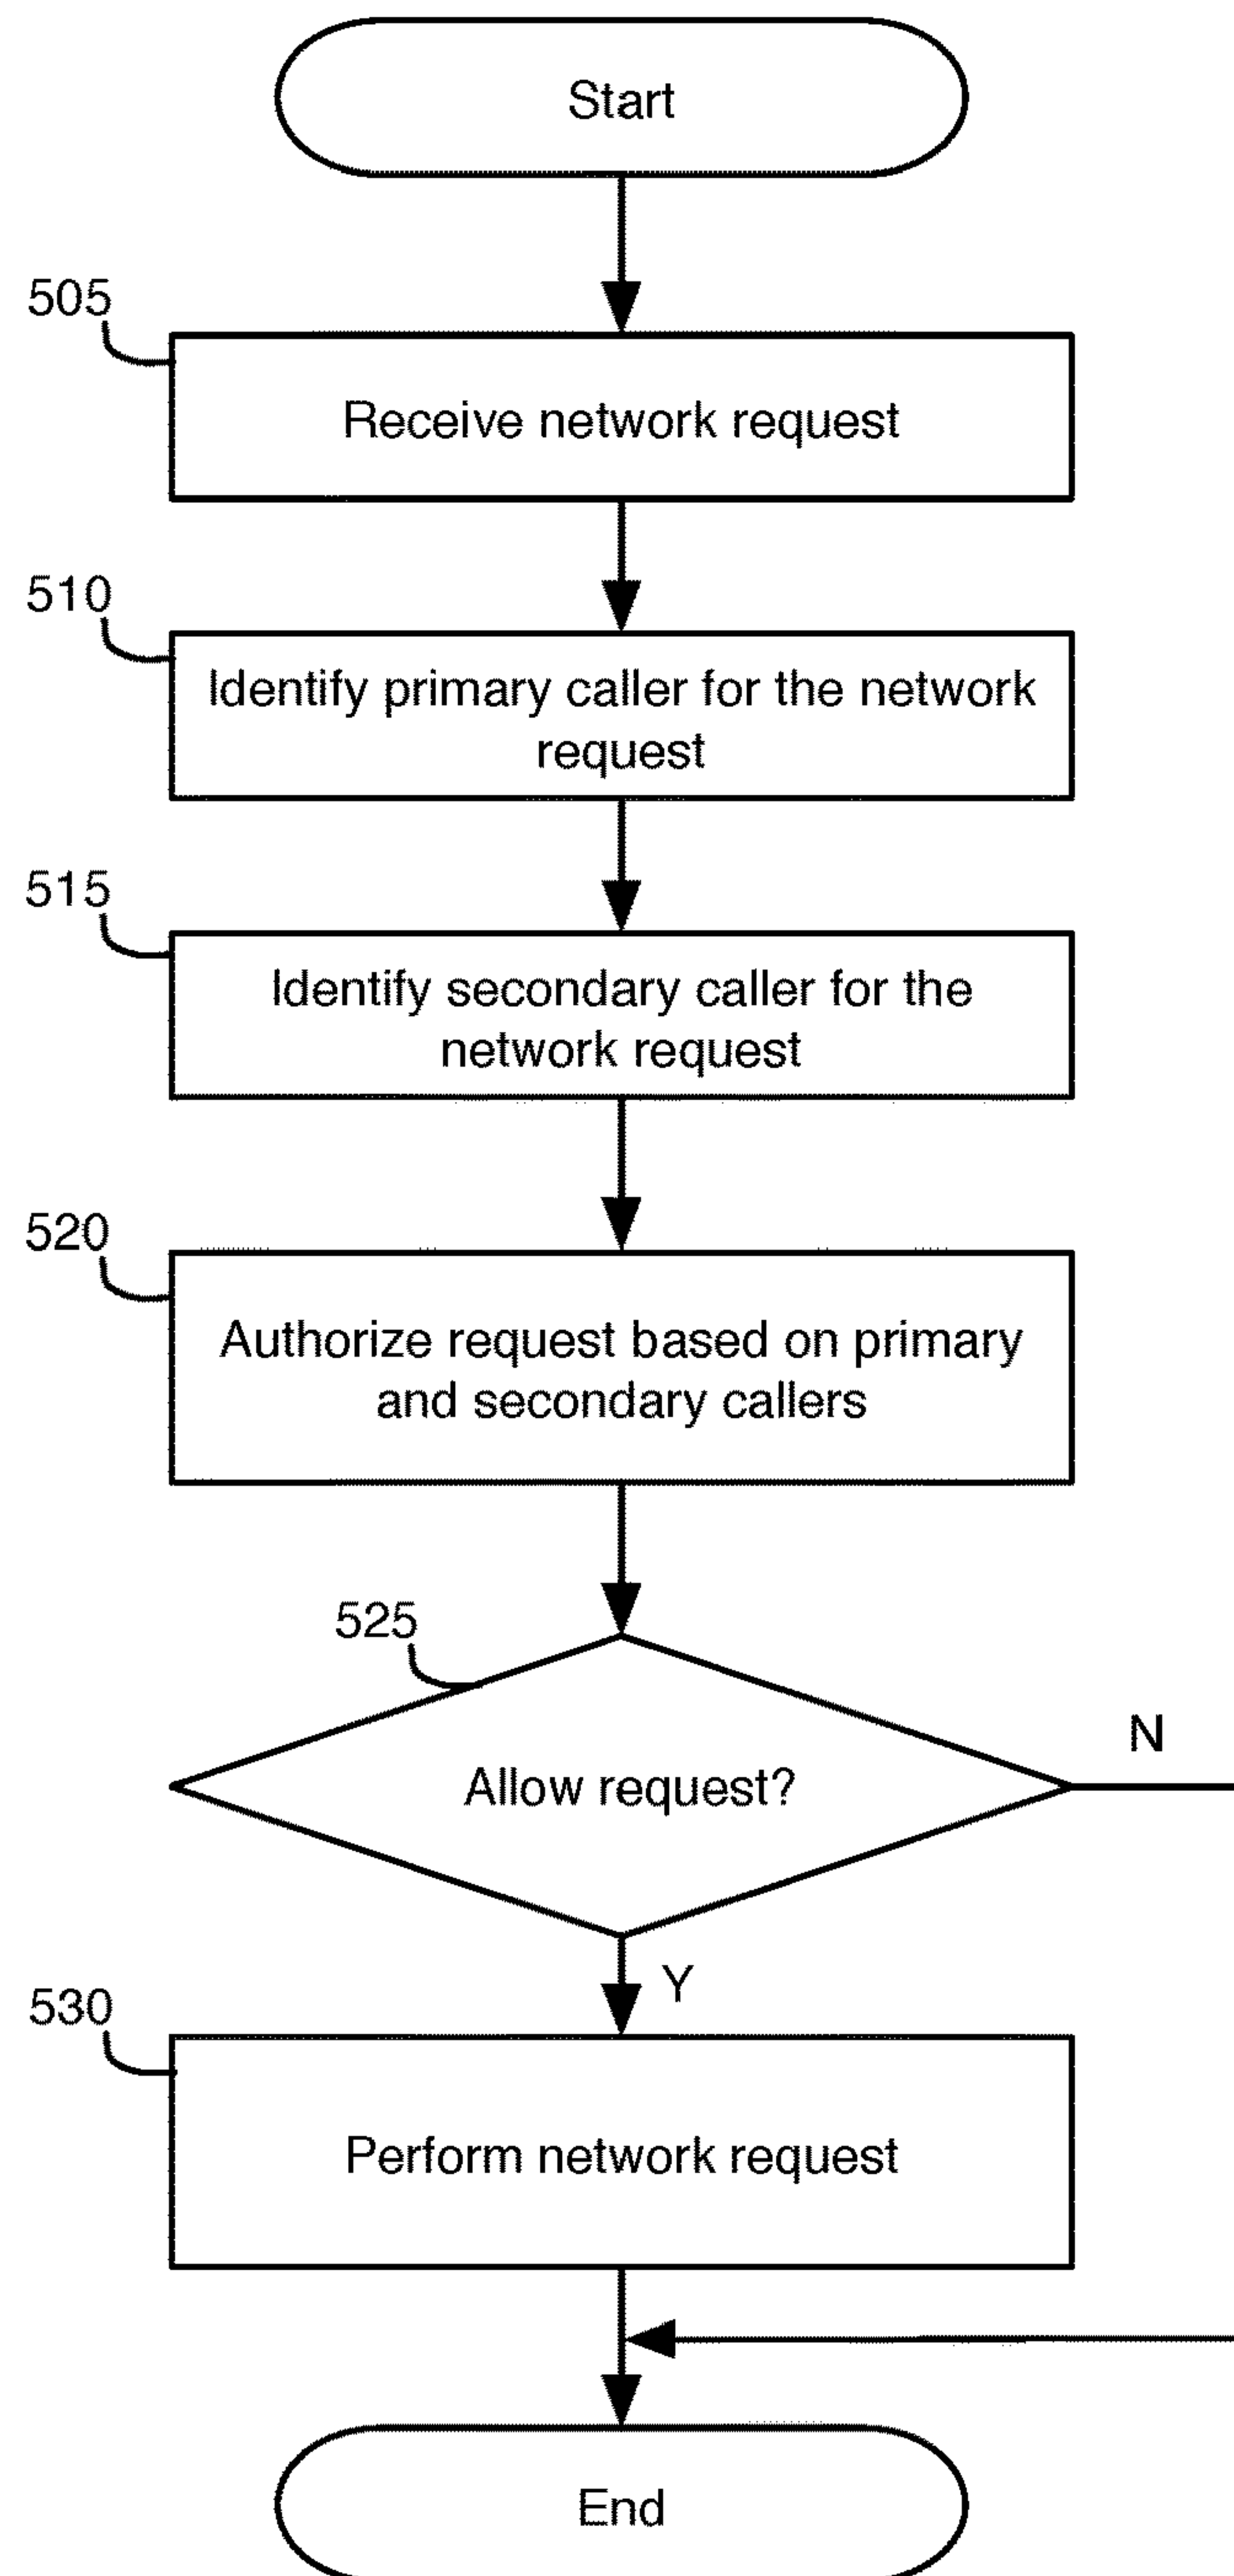 Start
505
Receive network request
510
Identify primary caller for the network
request
515
Identify secondary caller for the
network request
520
Authorize request based on primary
and secondary callers
525
Allow request?
N
Y
530
Perform network request
End